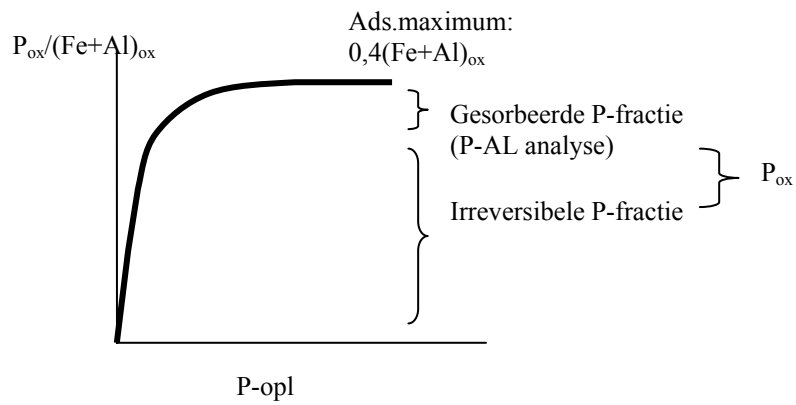 Ads.maximum:
0,4(Fe+Al)ox
Pox/(Fe+Al)ox
Gesorbeerde P-fractie
(P-AL analyse)
Pox
Irreversibele P-fractie
P-opl